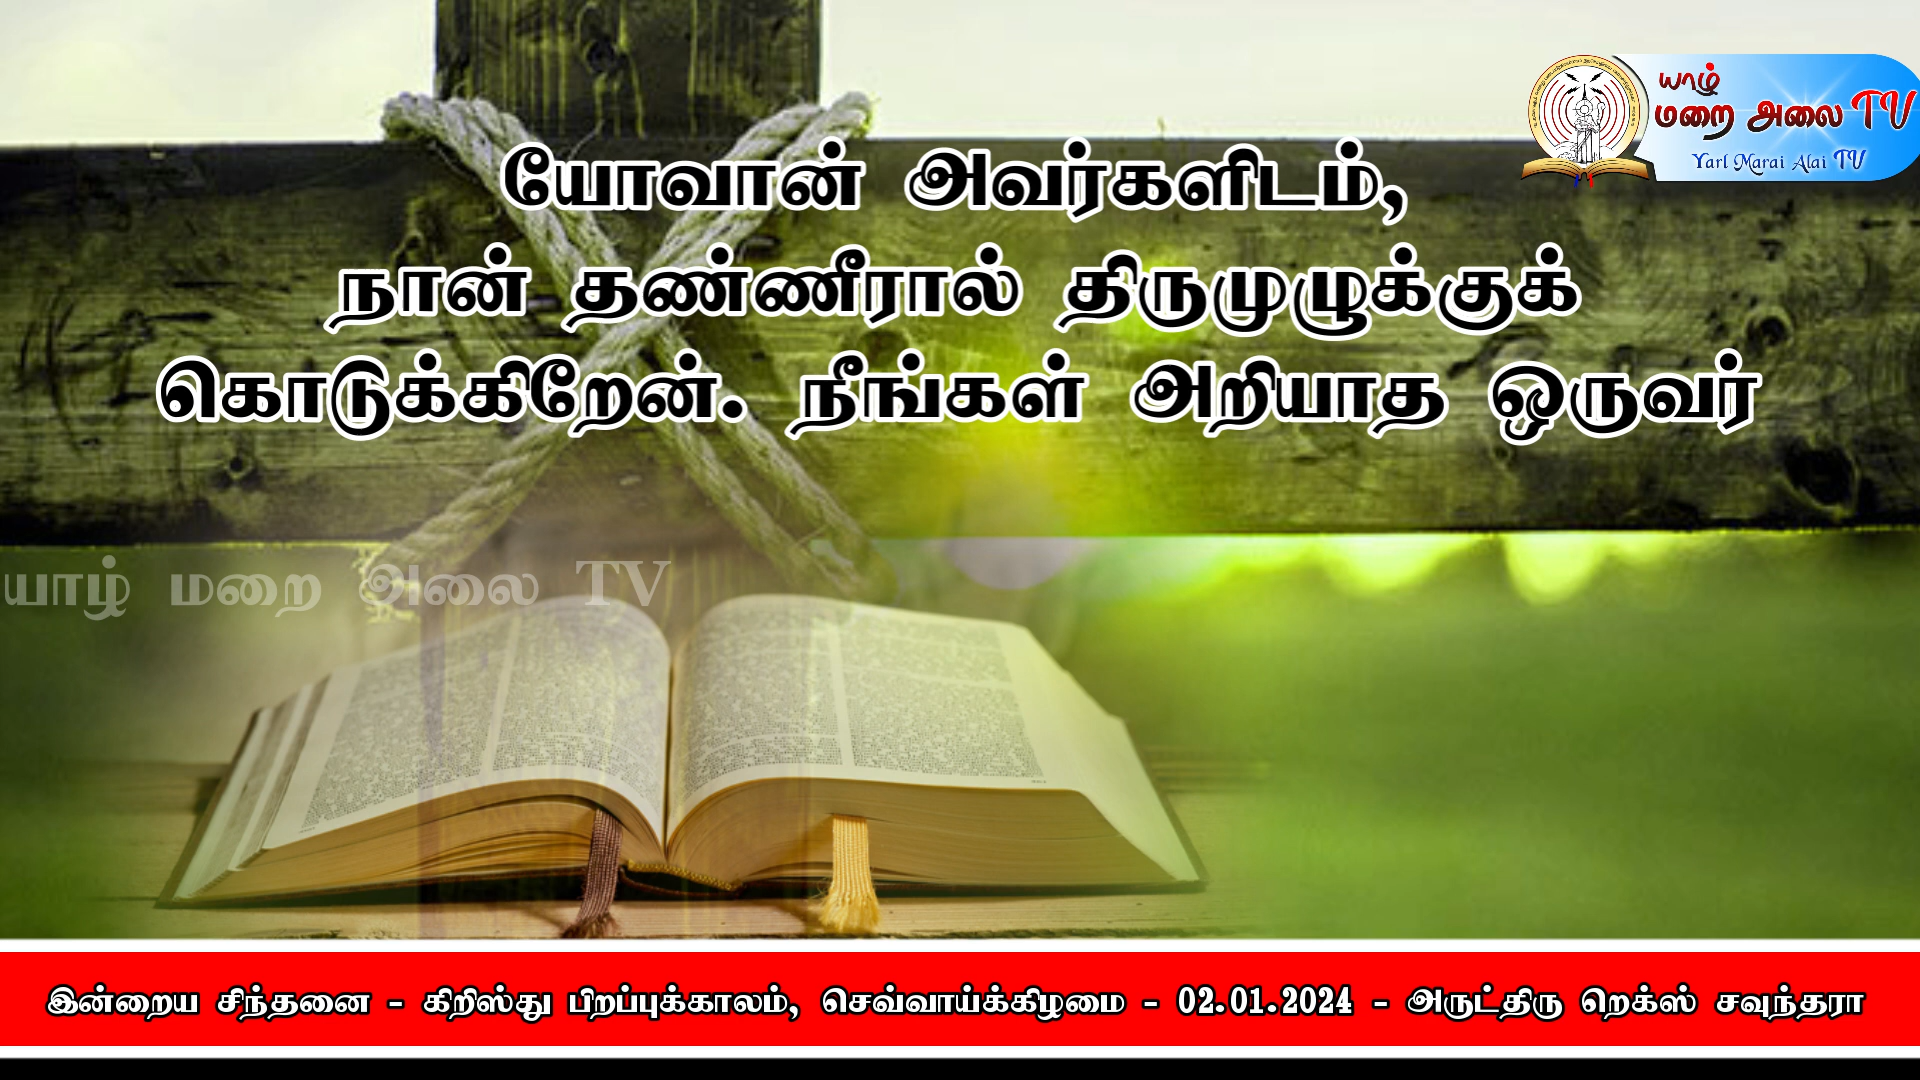 யாழ்
மறை அலை TV
Yarl Marai Alai TV
யோவான் அவர்களிடம்,
நான் தண்ணீரால் திருமுழுக்குக்
கொடுக்கிறேன். நீங்கள் அறியாத ஒருவர்
யாழ் மறை அலை TV
இன்றைய சிந்தனை - கிறிஸ்து பிறப்புக்காலம், செவ்வாய்க்கிழமை - 02.01.2024 - அருட்திரு றெக்ஸ் சவுந்தரா